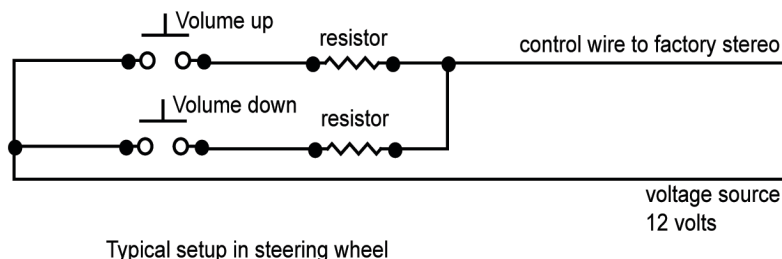 Volume up
resistor
control wire to factory stereo
Volume down
resistor
voltage source
12 volts
Typical setup in steering wheel